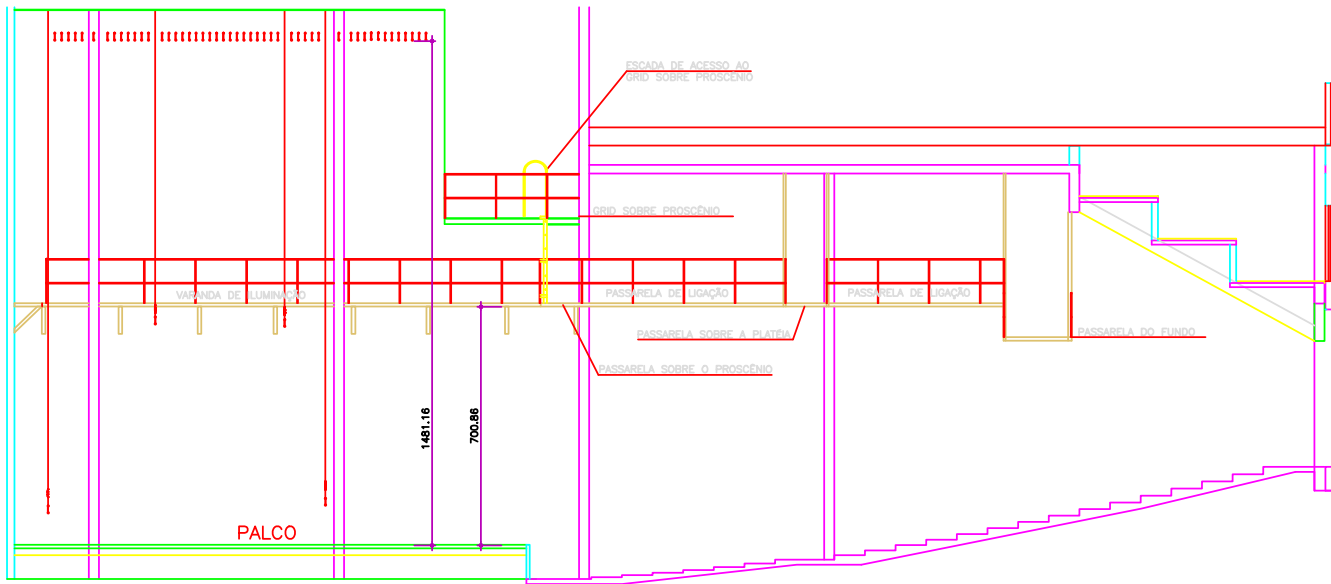 ESCADA DE ACESSO AO
GRID SOBRE PROSCENIO
GRID SOBRE PROSCÊNIO
VARANDA DE ILUMINAÇÃO
PASSARELA DE LIGAÇÃO
PASSARELA DE LIGAÇÃO
PASSARELA SOBRE A PLATÉIA
PASSARELA DO FUNDO
PASSARELA SOBRE O PROSCÊNIO
1481.16
700.86
PALCO